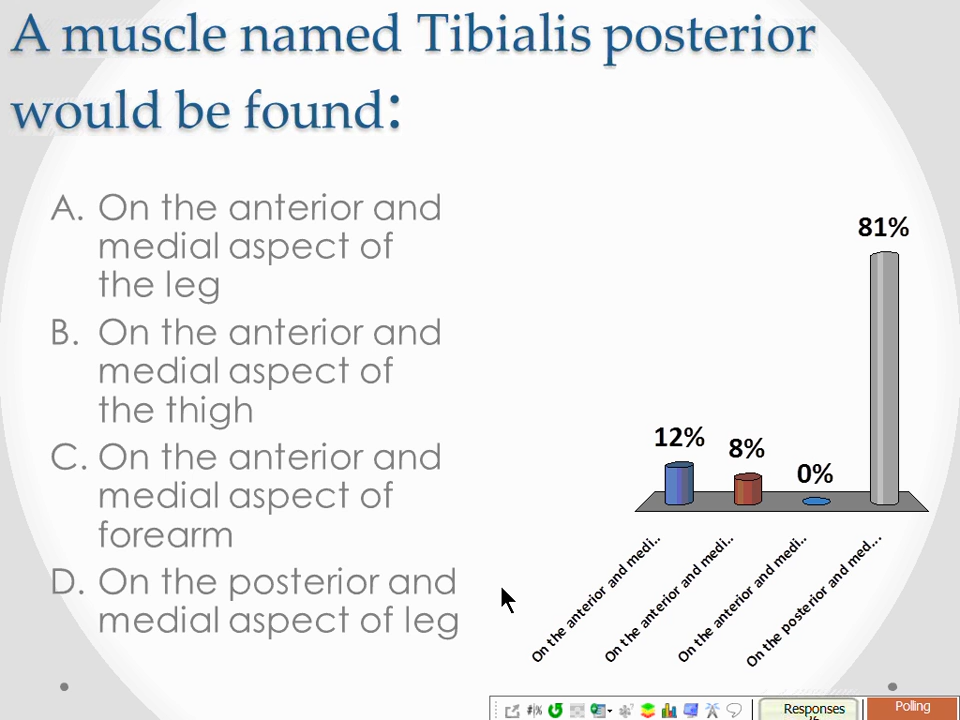 A muscle named Tibialis posterior
would be found:
A. On the anterior and
medial aspect of
the leg
B. On the anterior and
medial aspect of
the thigh
C. On the anterior and
medial aspect of
forearm
D. On the posterior and
medial aspect of leg
12%
8%
0%
81%
On the anterior and medi..
On the anterior and medi..
On the anterior and medi..
On the posterior and med...
Responses
Polling